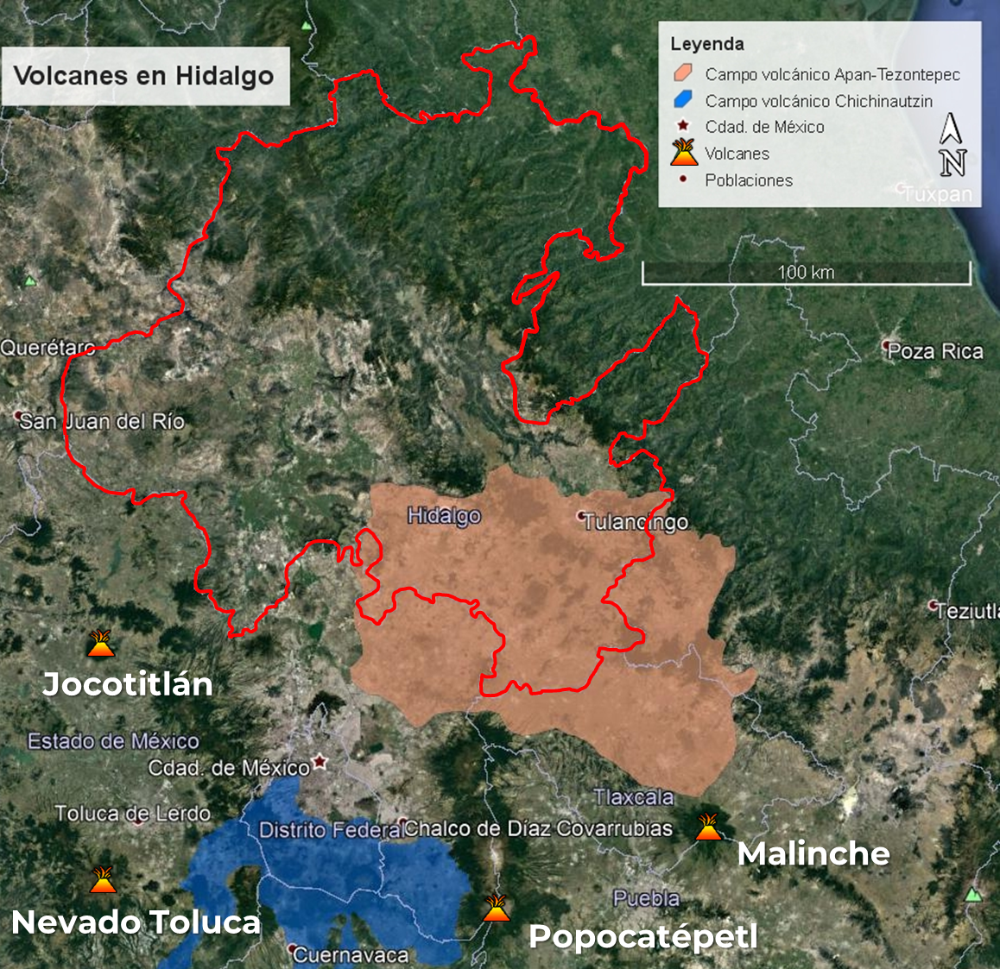 Volcanes en Hidalgo
Leyenda
Campo volcánico Apan-Tezontepec
Campo volcánico Chichinautzin
Cdad. de México
Volcanes
Poblaciones
N
Tuxpan
100 km
Querétaro
Poza Rica
San Juan del Río
Hidalgo
Tulancingo
Teziutla
Jocotitlán
Estado de México
Cdad. de México
Tlaxcala
Toluca de Lerdo
Distrito Federal
Chalco de Díaz Covarrubias
Malinche
Puebla
Nevado Toluca
Popocatépetl
Cuernavaca